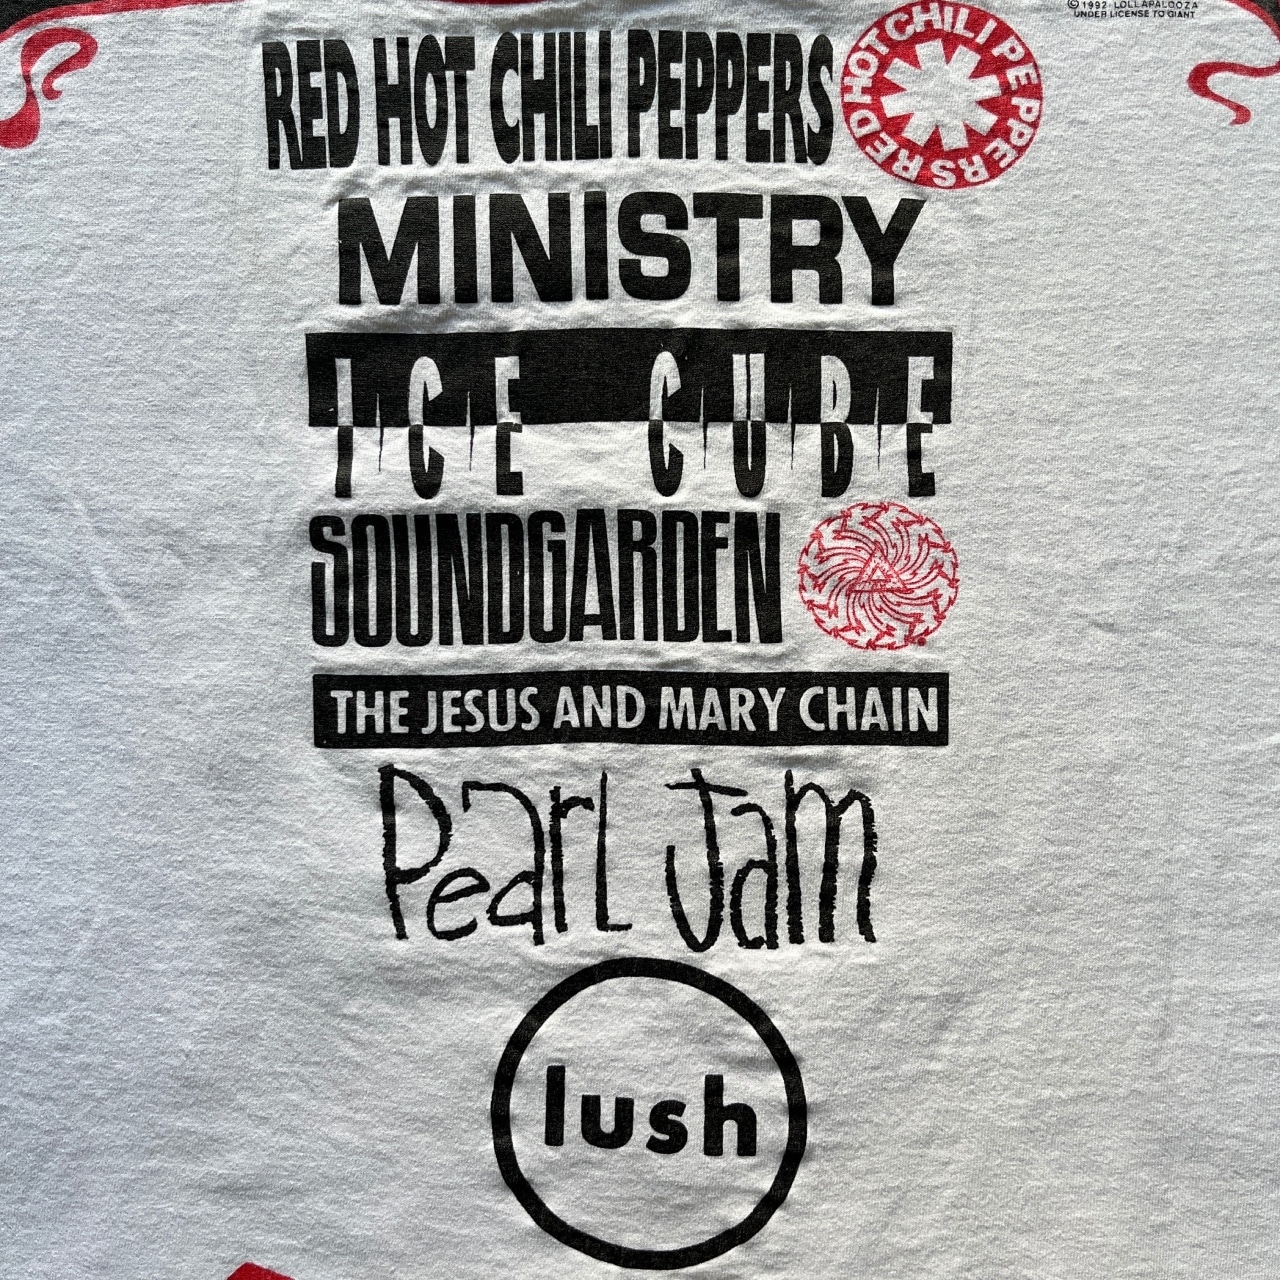 © 1992 LOLLAPALOOZA
UNDER LICENSE TO GIANT
RED HOT CHILI PEPPERS
RED HOT CHILI PEPPERS
MINISTRY
ICE CUBE
SOUNDGARDEN
THE JESUS AND MARY CHAIN
Pearl Jam
lush